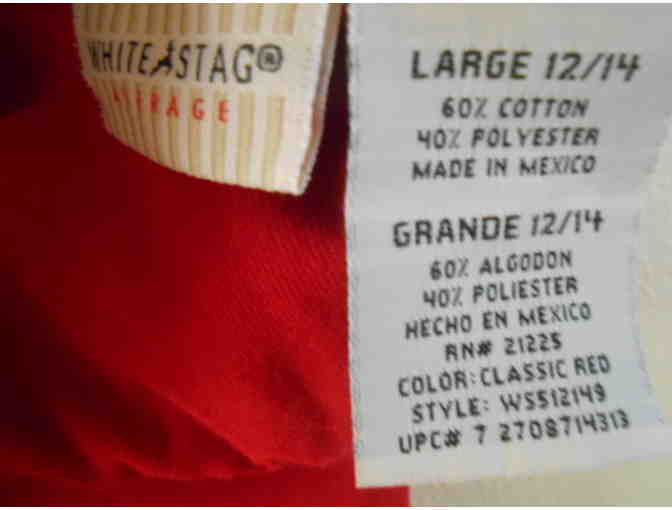 WHITE STAG®
AVERAGE
LARGE 12/14
60% COTTON
40% POLYESTER
MADE IN MEXICO
GRANDE 12/14
60% ALGODON
40% POLIESTER
HECHO EN MEXICO
RN# 21225
COLOR: CLASSIC RED
STYLE: WS512149
UPC# 7 2708714313